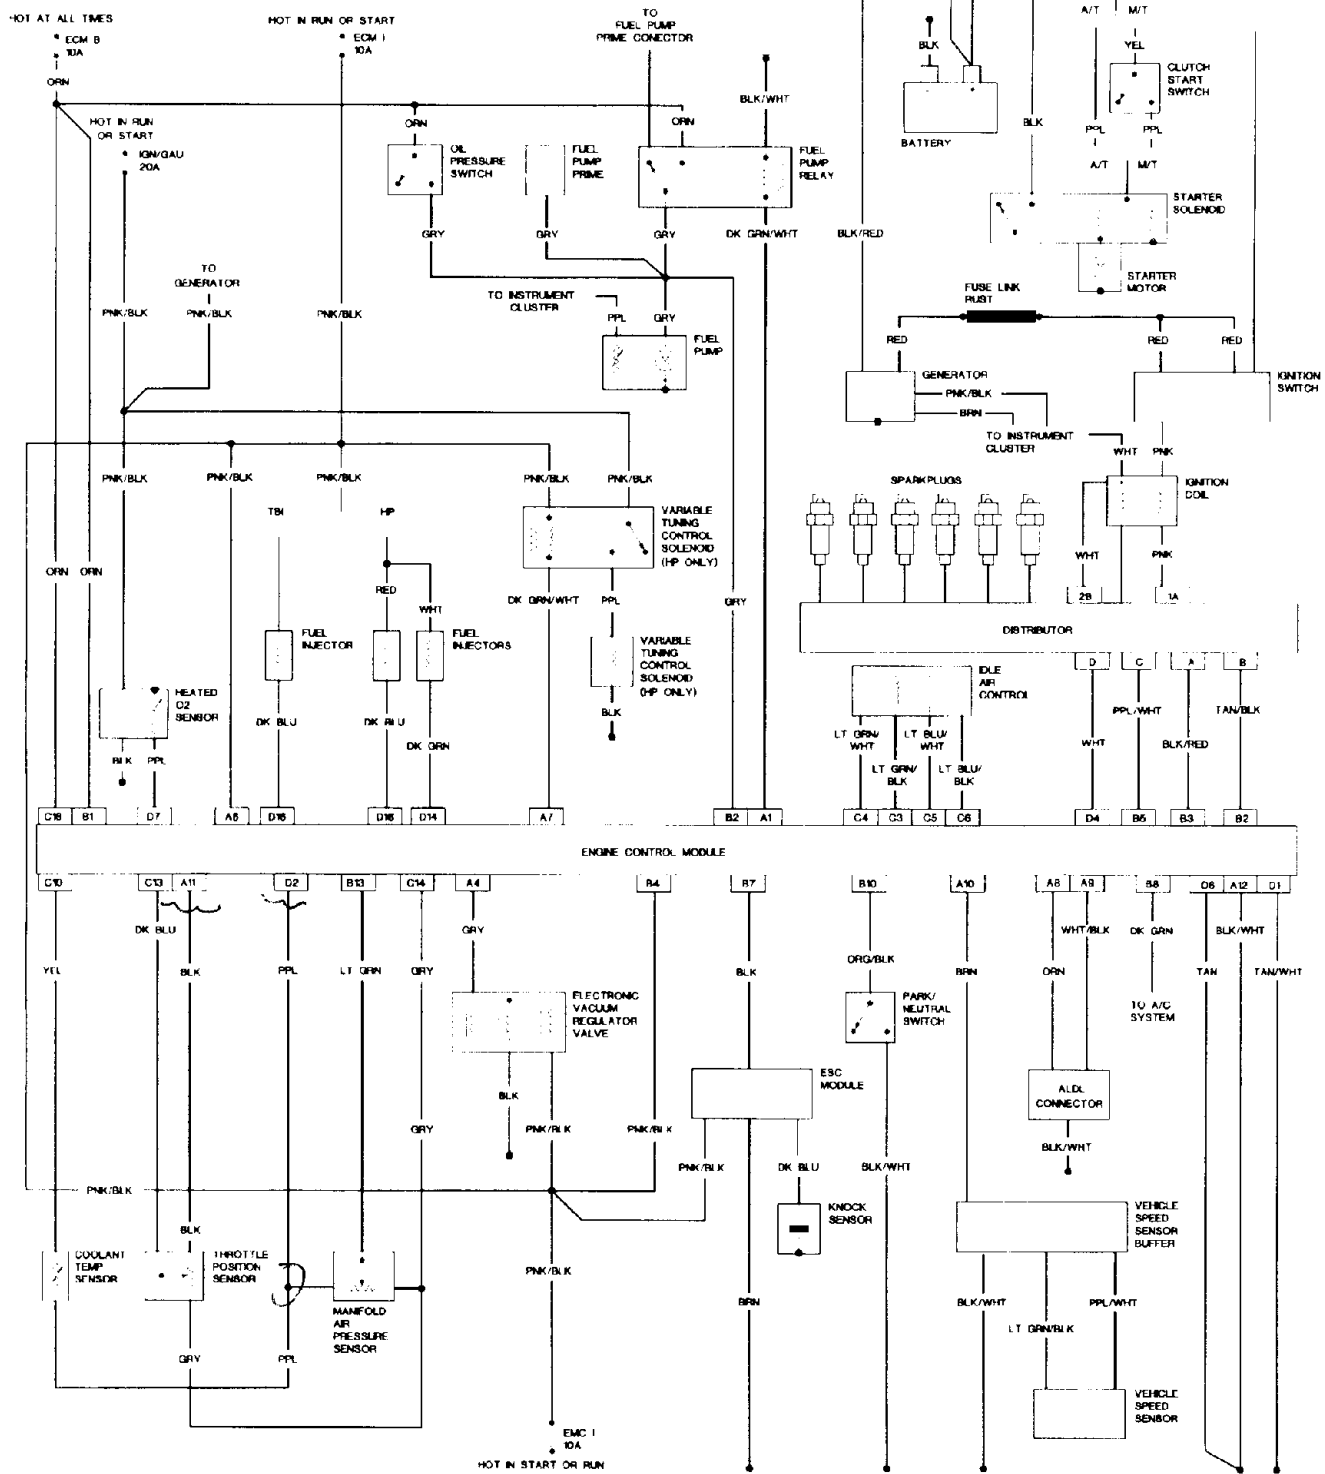 HOT AT ALL TIMES
ECM B
10A
ORN
HOT IN RUN OR START
ECM I
10A
TO
FUEL PUMP
PRIME CONECTOR
BLK/WHT
A/T
M/T
BLK
YEL
CLUTCH
START
SWITCH
BATTERY
BLK
PPL
PPL
A/T
M/T
HOT IN RUN
OR START
IGN/GAU
20A
ORN
OIL
PRESSURE
SWITCH
FUEL
PUMP
PRIME
ORN
FUEL
PUMP
RELAY
STARTER
SOLENOID
GRY
GRY
GRY
DK GRN/WHT
BLK/RED
TO
GENERATOR
PNK/BLK
PNK/BLK
PNK/BLK
TO INSTRUMENT
CLUSTER
PPL
GRY
FUEL
PUMP
STARTER
MOTOR
FUSE LINK
RUST
RED
RED
RED
GENERATOR
PNK/BLK
BRN
IGNITION
SWITCH
TO INSTRUMENT
CLUSTER
WHT
PNK
PNK/BLK
PNK/BLK
PNK/BLK
PNK/BLK
PNK/BLK
SPARKPLUGS
IGNITION
COIL
TBI
HP
VARIABLE
TUNING
CONTROL
SOLENOID
(HP ONLY)
WHT
PNK
ORN
ORN
RED
WHT
DK GRN/WHT
PPL
GRY
2B
1A
DISTRIBUTOR
FUEL
INJECTOR
FUEL
INJECTORS
VARIABLE
TUNING
CONTROL
SOLENOID
(HP ONLY)
D
C
A
B
HEATED
O2
SENSOR
IDLE
AIR
CONTROL
BLK
PPL
DK BLU
DK BLU
DK GRN
BLK
LT GRN/
WHT
LT BLU/
WHT
LT GRN/
BLK
LT BLU/
BLK
WHT
PPL/WHT
BLK/RED
TAN/BLK
C16
B1
D7
A6
D16
D16
D14
A7
B2
A1
C4
C3
C5
C6
D4
B5
B3
B2
ENGINE CONTROL MODULE
C10
C13
A11
D2
B13
C14
A4
B4
B7
B10
A10
A8
A9
B8
D6
A12
D1
DK BLU
GRY
WHT/BLK
DK GRN
BLK/WHT
YEL
BLK
PPL
LT GRN
GRY
BLK
ORG/BLK
BRN
ORN
TAN
TAN/WHT
ELECTRONIC
VACUUM
REGULATOR
VALVE
PARK/
NEUTRAL
SWITCH
TO A/C
SYSTEM
ESC
MODULE
ALDL
CONNECTOR
BLK
GRY
PNK/BLK
PNK/BLK
PNK/BLK
DK BLU
BLK/WHT
BLK/WHT
PNK/BLK
BLK
KNOCK
SENSOR
VEHICLE
SPEED
SENSOR
BUFFER
COOLANT
TEMP
SENSOR
THROTTLE
POSITION
SENSOR
PNK/BLK
MANIFOLD
AIR
PRESSURE
SENSOR
BRN
BLK/WHT
PPL/WHT
LT GRN/BLK
GRY
PPL
VEHICLE
SPEED
SENSOR
EMC I
10A
HOT IN START OR RUN